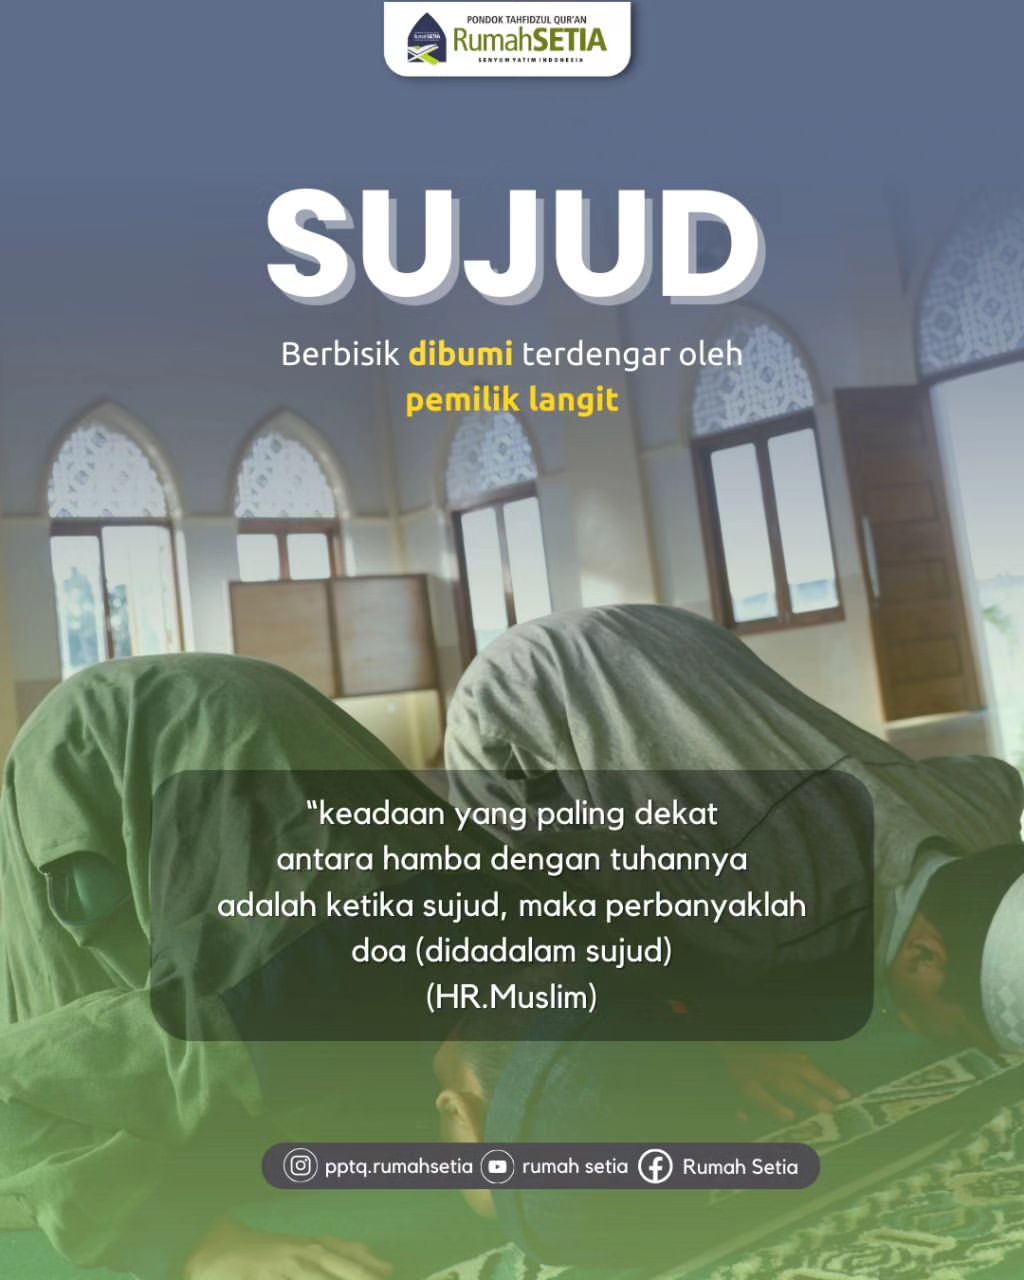 PONDOK TAHFIDZUL QUR'AN
RumahSETIA
SENYUM YATIM INDONESIA
SUJUD
Berbisik dibumi terdengar oleh
pemilik langit
"keadaan yang paling dekat
antara hamba dengan tuhannya
adalah ketika sujud, maka perbanyaklah
doa (didadalam sujud)
(HR.Muslim)
pptq.rumahsetia rumah setia Rumah Setia